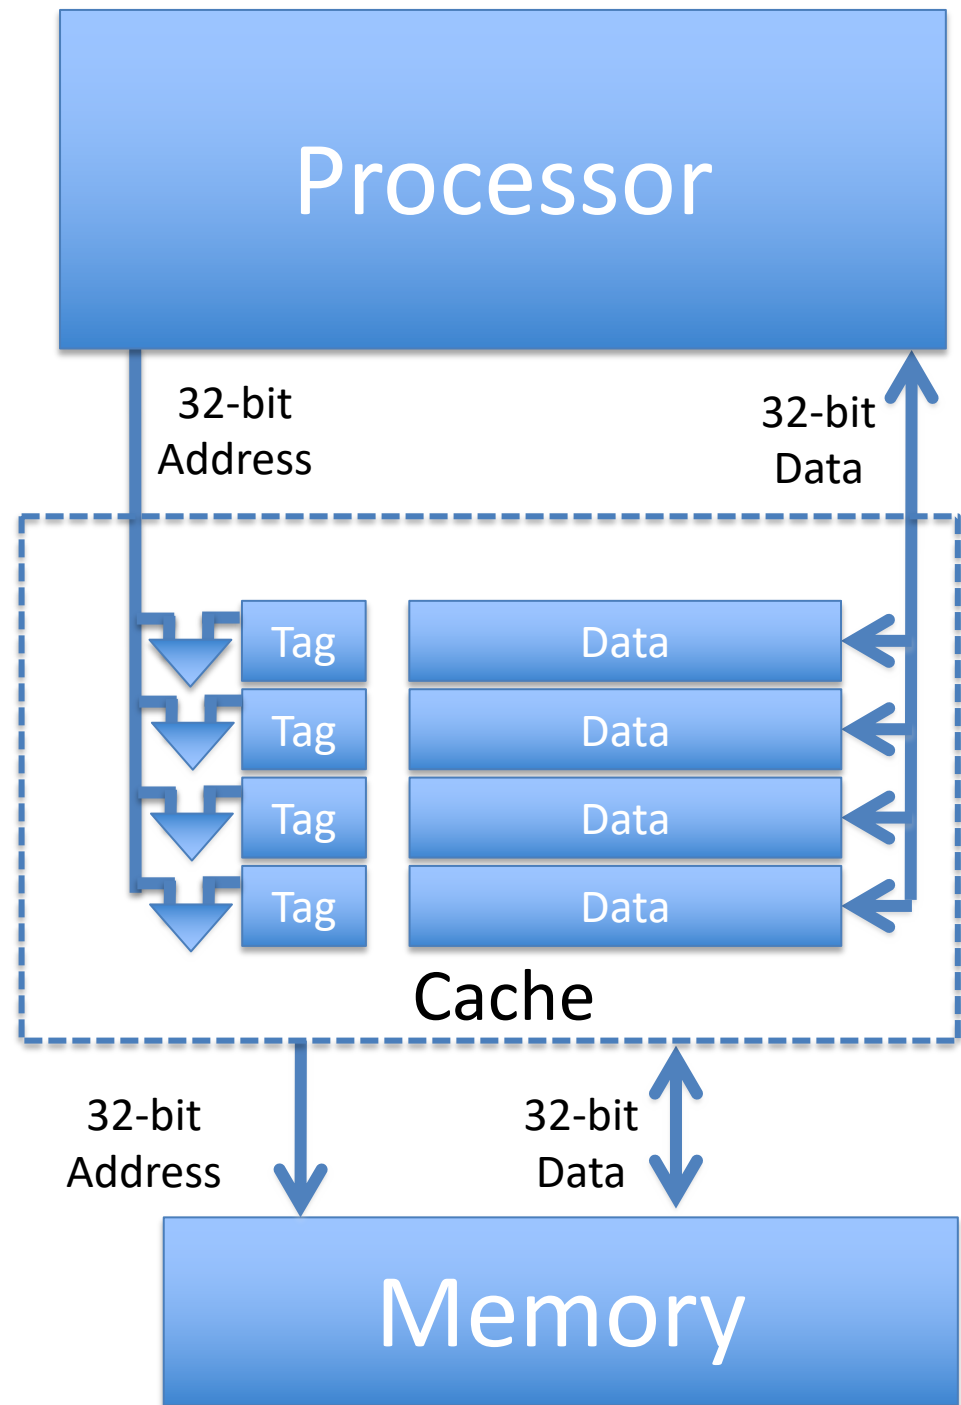 Processor
32-bit
Address
32-bit
Data
Tag
Data
Tag
Data
Tag
Data
Tag
Data
Cache
32-bit
Address
32-bit
Data
Memory